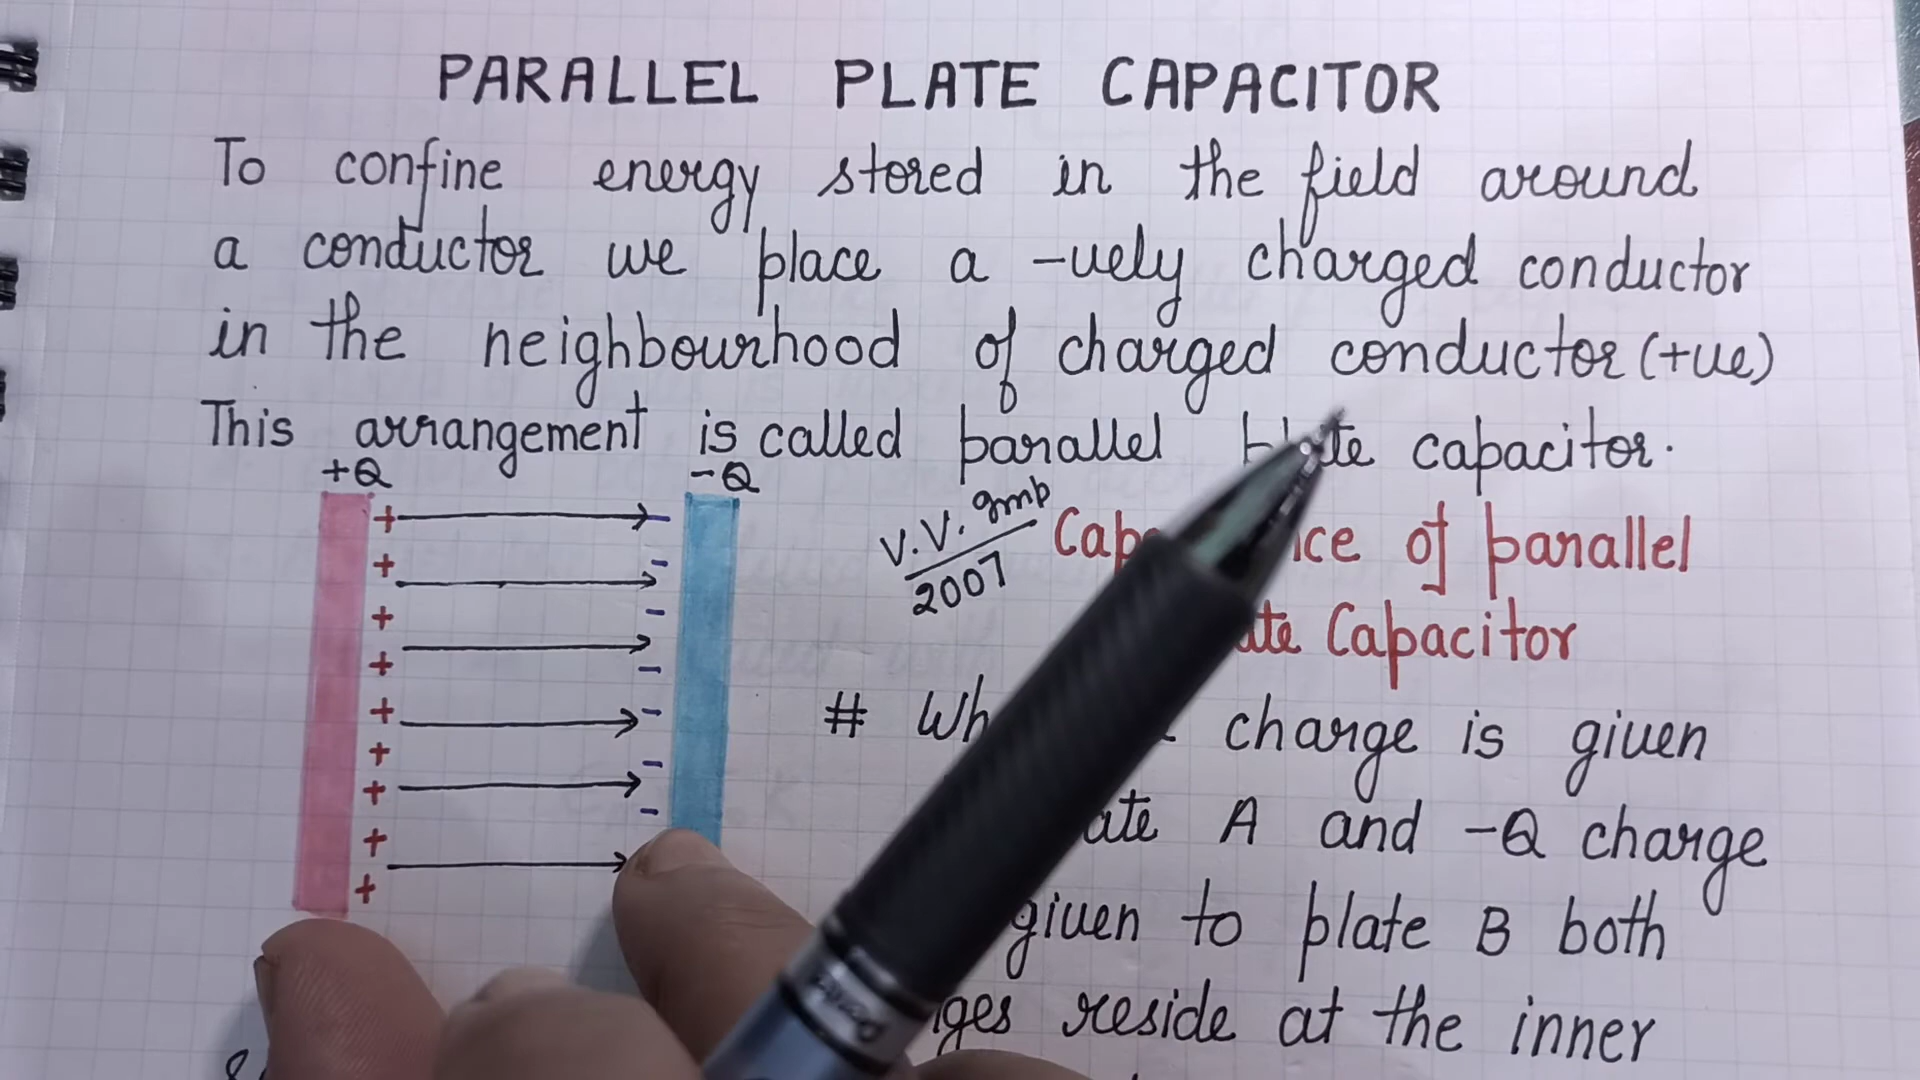 PARALLEL PLATE CAPACITOR
To confine energy stored in the field around
a conductor we place a -vely charged conductor
in the neighbourhood of charged conductor (+ve)
This arrangement is called parallel plate capacitor.
+Q -Q
V.V. Imp
2007
of parallel
Capacitor
# charge is given
A and -Q charge
given to plate B both
reside at the inner